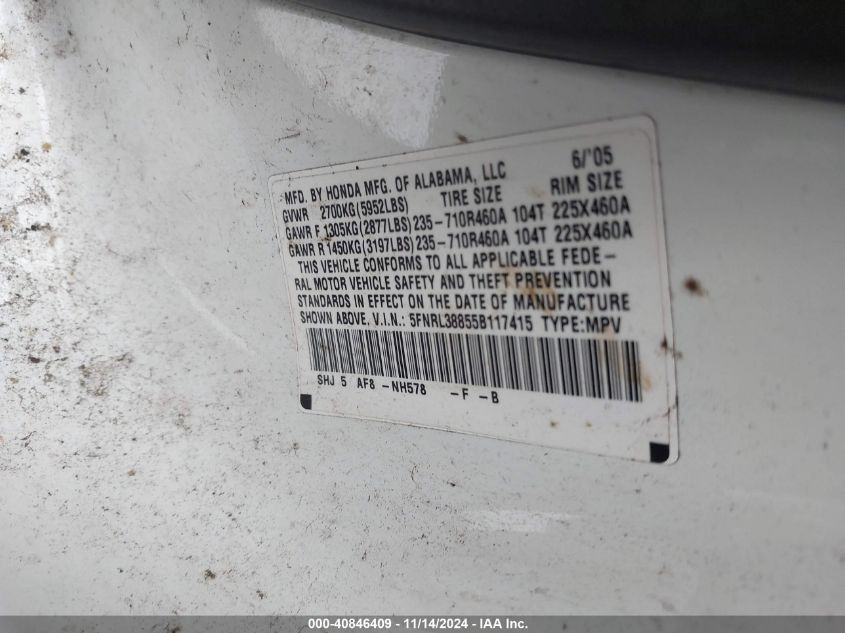 MFD. BY HONDA MFG. OF ALABAMA, LLC 6/'05
GVWR 2700KG(5952LBS) TIRE SIZE RIM SIZE
GAWR F 1305KG(2877LBS) 235-710R460A 104T 225X460A
GAWR R 1450KG(3197LBS) 235-710R460A 104T 225X460A
THIS VEHICLE CONFORMS TO ALL APPLICABLE FEDE-
RAL MOTOR VEHICLE SAFETY AND THEFT PREVENTION
STANDARDS IN EFFECT ON THE DATE OF MANUFACTURE
SHOWN ABOVE. V.I.N.: 5FNRL38855B117415 TYPE:MPV
SHJ 5 AF8 -NH578 -F -B
000-40846409 - 11/14/2024 - IAA Inc.